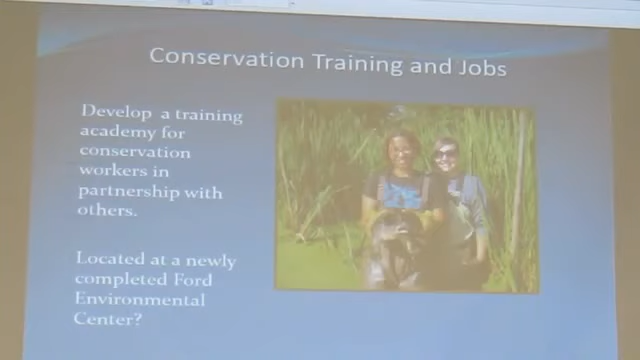 Conservation Training and Jobs
Develop a training
academy for
conservation
workers in
partnership with
others.
Located at a newly
completed Ford
Environmental
Center?